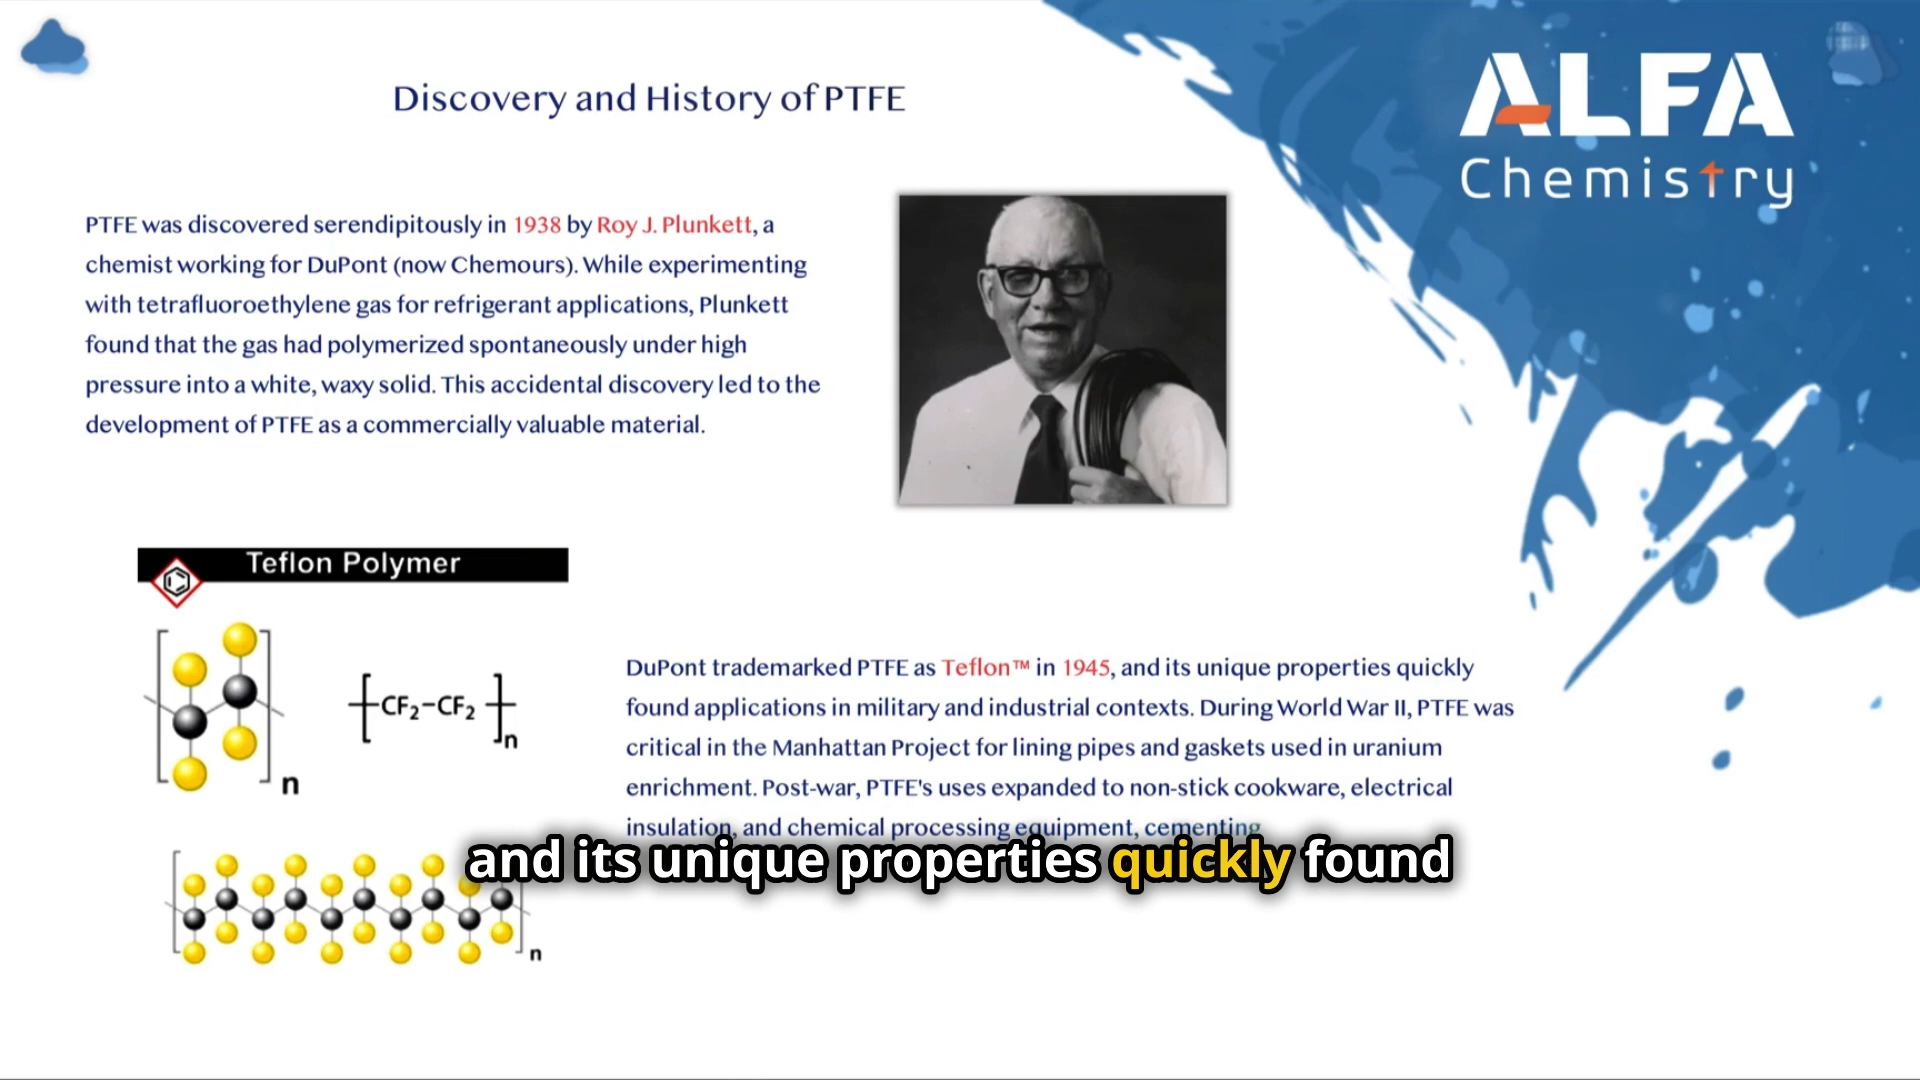 ALFA
Chemistry
Discovery and History of PTFE
PTFE was discovered serendipitously in 1938 by Roy J. Plunkett, a
chemist working for DuPont (now Chemours). While experimenting
with tetrafluoroethylene gas for refrigerant applications, Plunkett
found that the gas had polymerized spontaneously under high
pressure into a white, waxy solid. This accidental discovery led to the
development of PTFE as a commercially valuable material.
Teflon Polymer
n
CF₂-CF₂
n
DuPont trademarked PTFE as Teflon™ in 1945, and its unique properties quickly
found applications in military and industrial contexts. During World War II, PTFE was
critical in the Manhattan Project for lining pipes and gaskets used in uranium
enrichment. Post-war, PTFE's uses expanded to non-stick cookware, electrical
insulation, and chemical processing equipment, cementing
and its unique properties quickly found
n